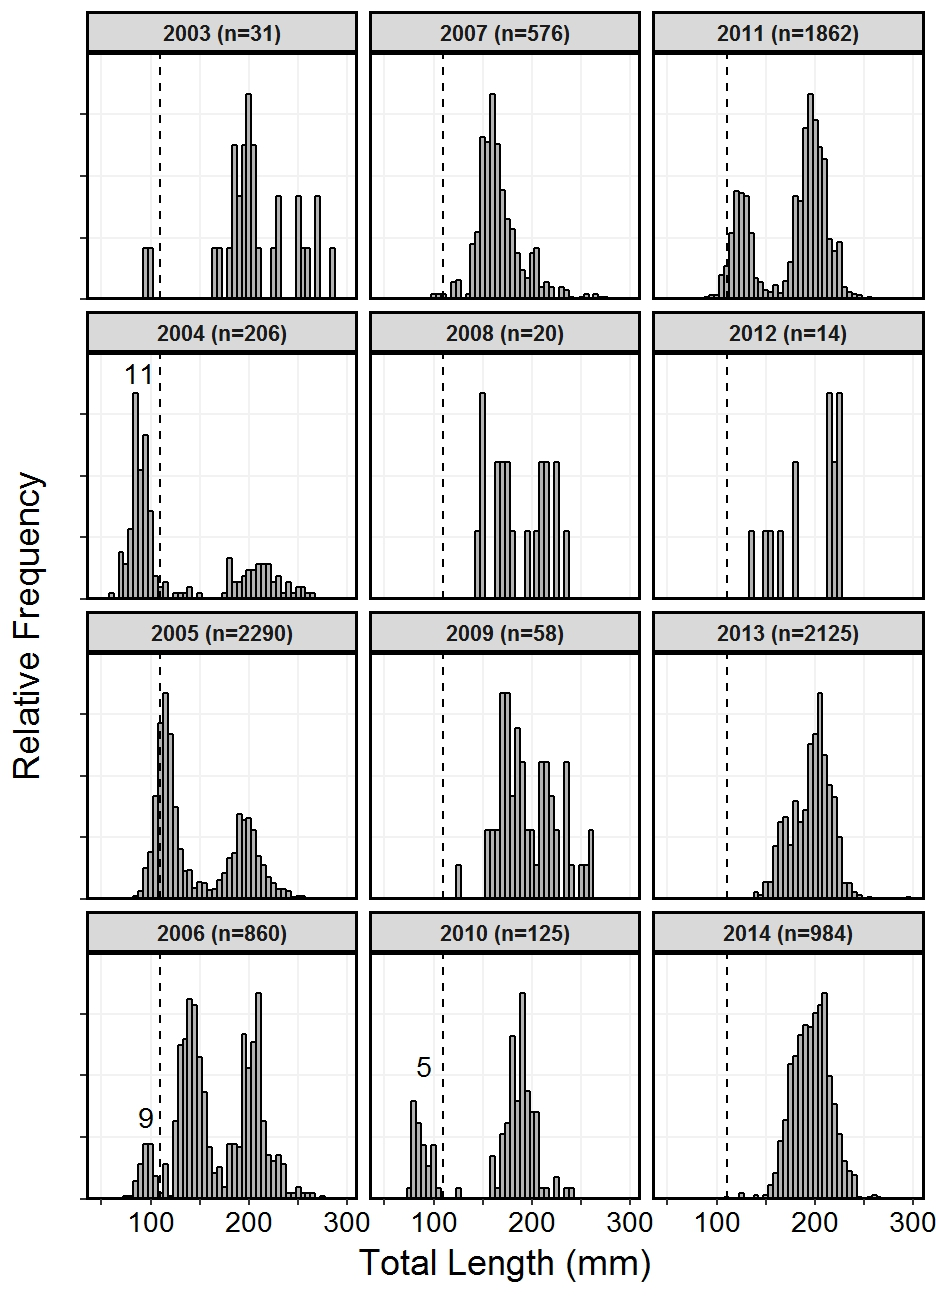 2003 (n=31)
2007 (n=576)
2011 (n=1862)
2004 (n=206)
2008 (n=20)
2012 (n=14)
11
2005 (n=2290)
2009 (n=58)
2013 (n=2125)
2006 (n=860)
2010 (n=125)
2014 (n=984)
9
5
100 200 300
100 200 300
100 200 300
Total Length (mm)
Relative Frequency